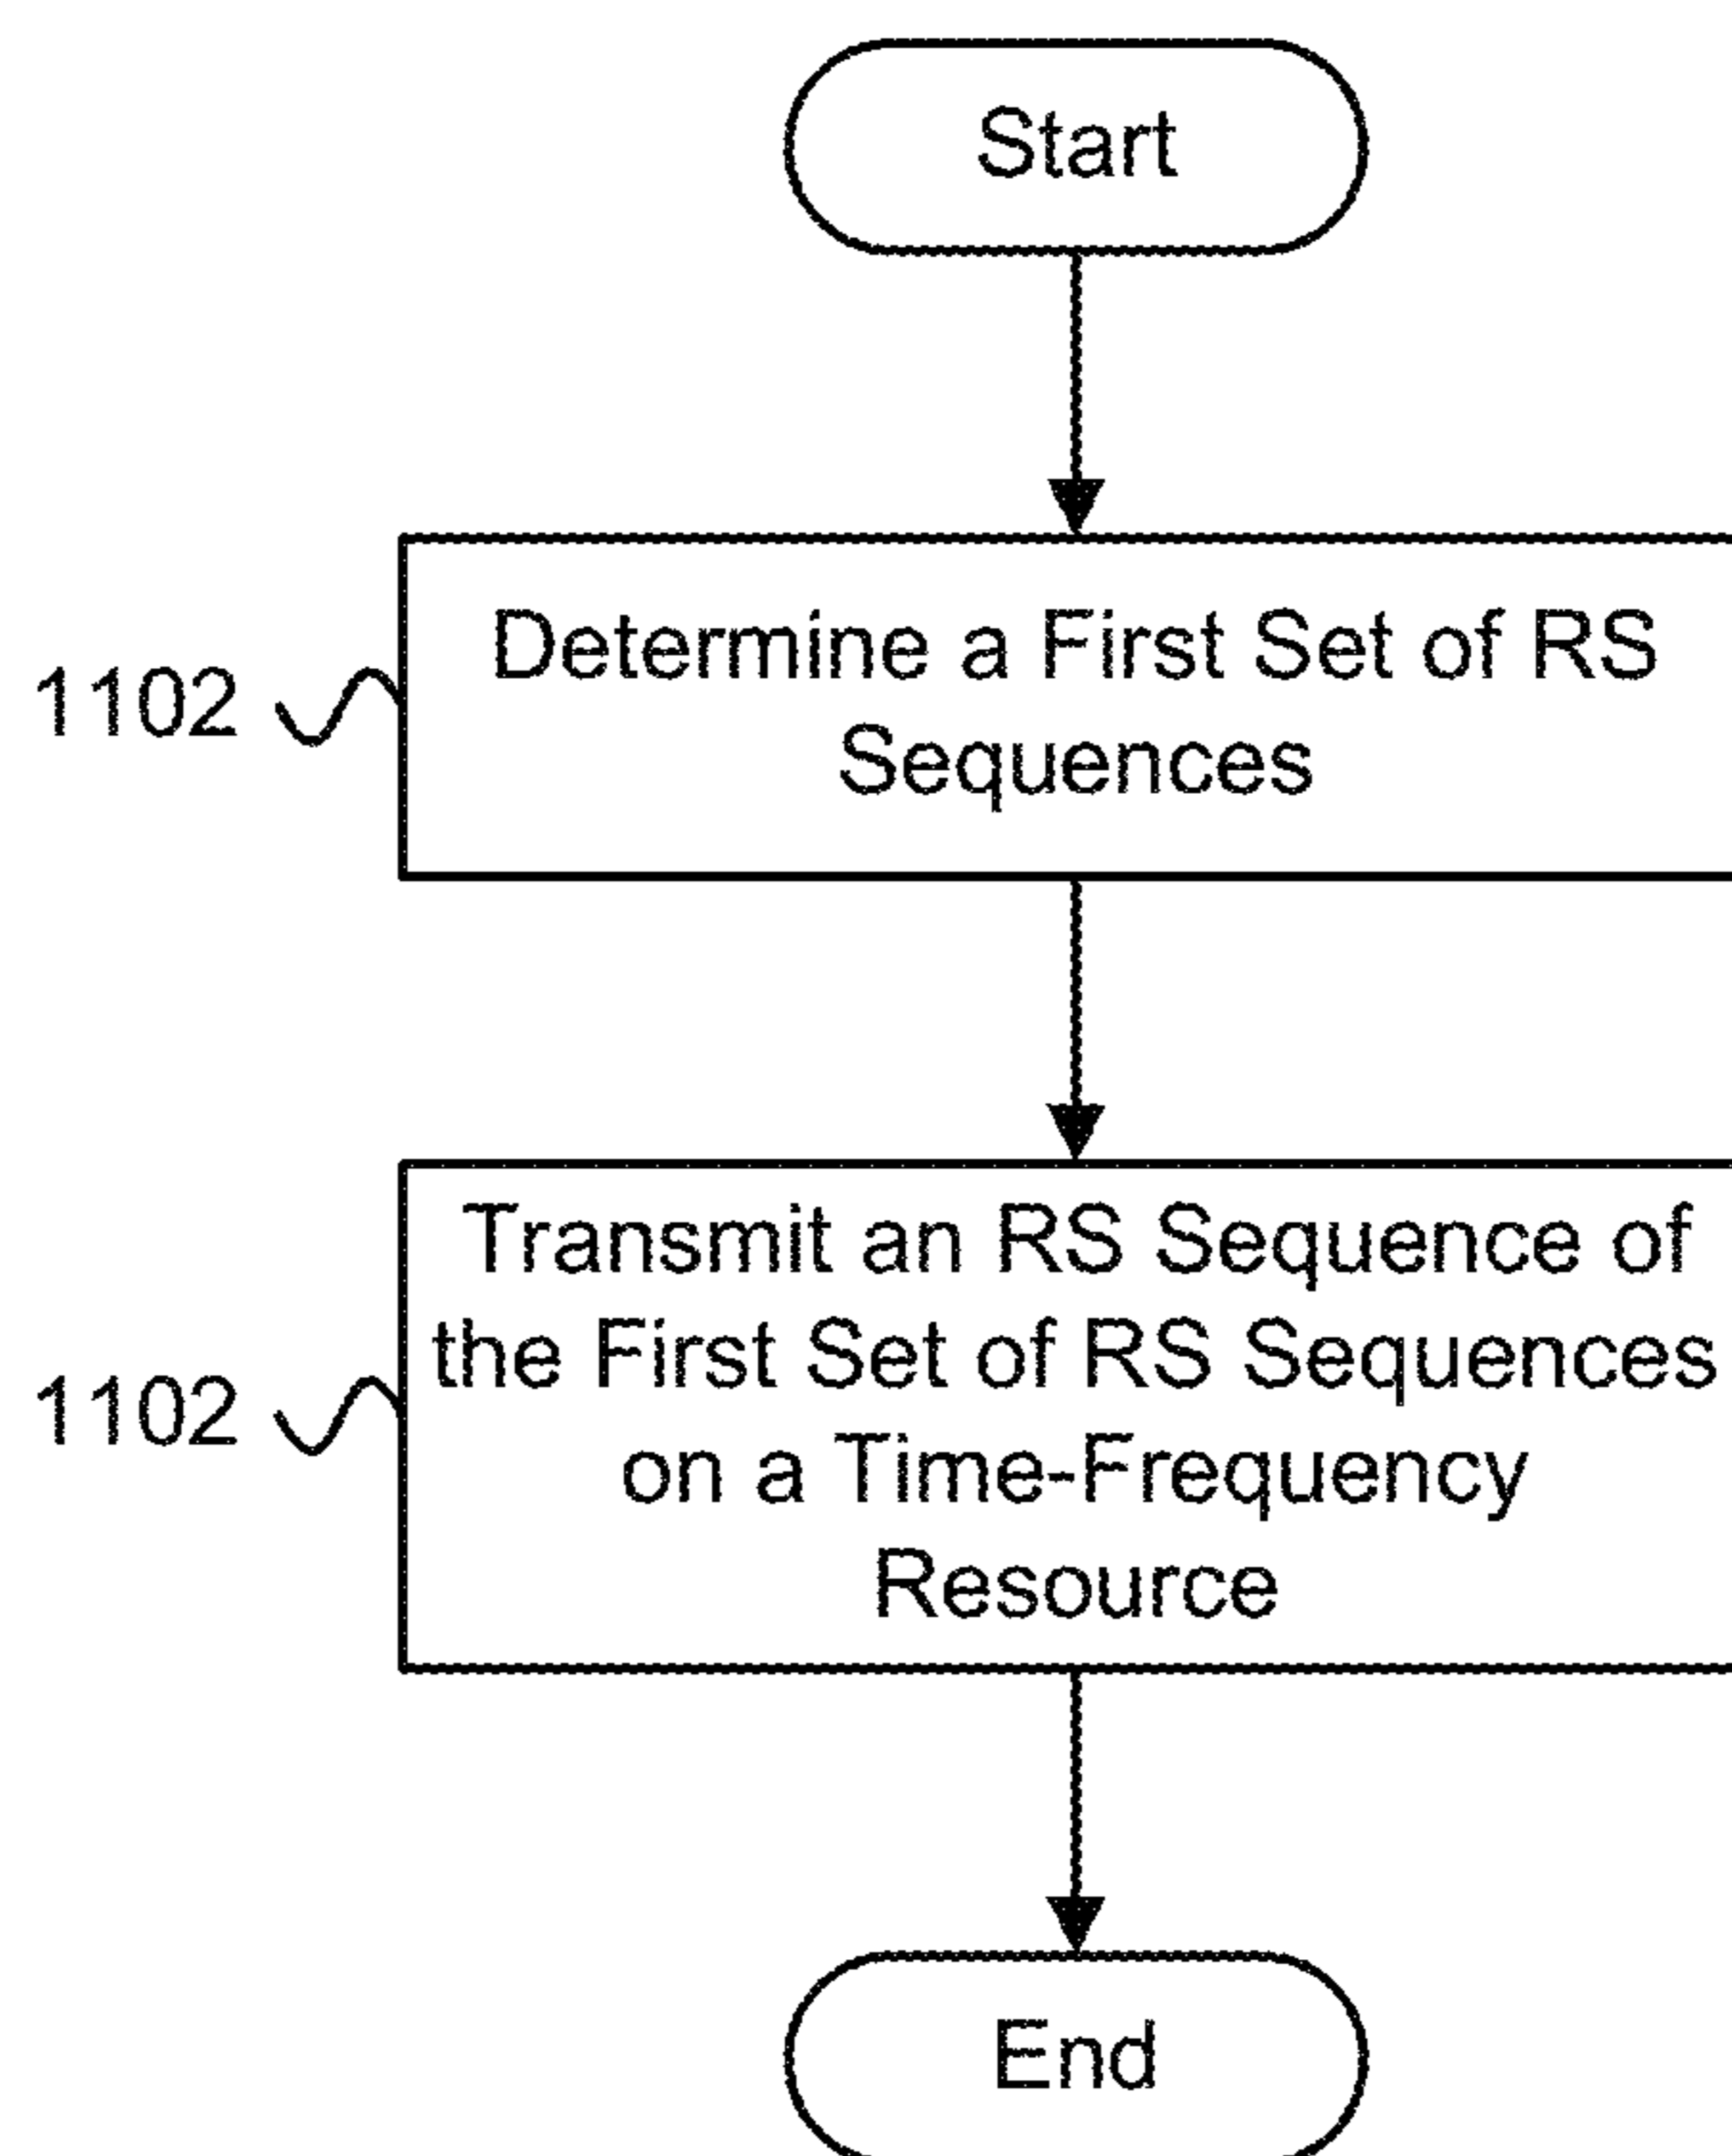 Start
Determine a First Set of RS
Sequences
1102
Transmit an RS Sequence of
the First Set of RS Sequences
on a Time-Frequency
Resource
1102
End